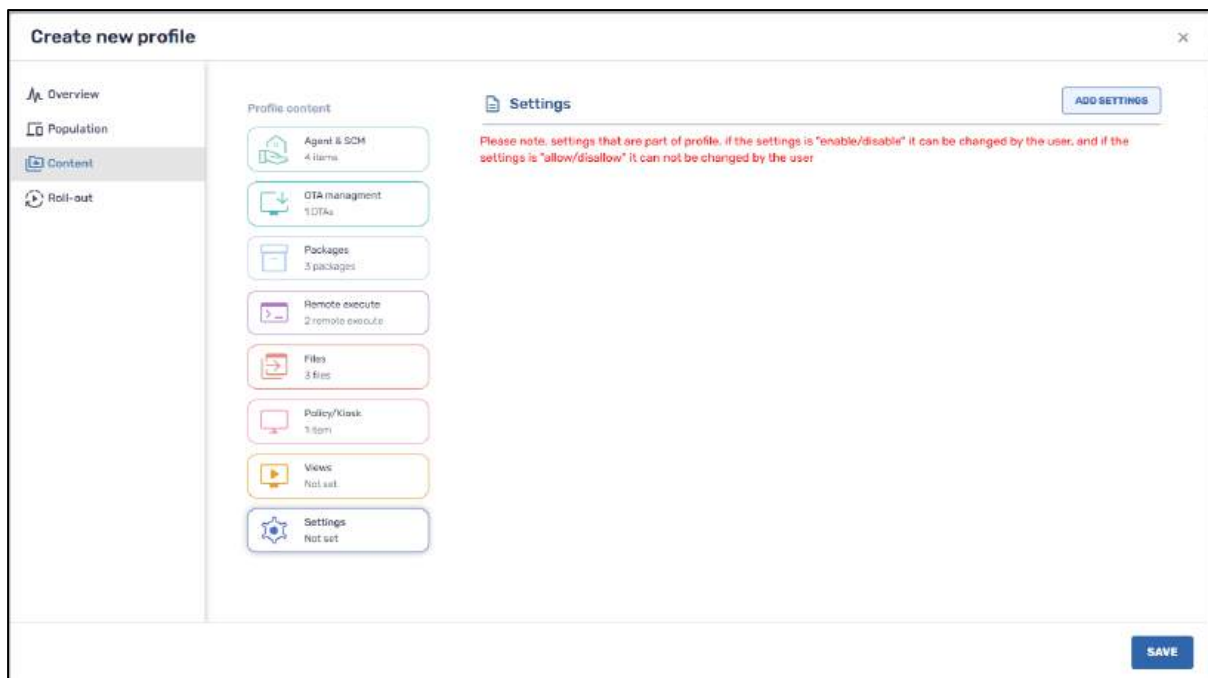 Create new profile
Overview
Population
Content
Roll-out
Profile content
Agent & SCM
4 items
OTA managment
1 OTAs
Packages
3 packages
Remote execute
2 remote execute
Files
3 files
Policy/Kiosk
1 item
Views
Not set
Settings
Not set
Settings
ADD SETTINGS
Please note, settings that are part of profile, if the settings is "enable/disable" it can be changed by the user, and if the
settings is "allow/disallow" it can not be changed by the user
SAVE